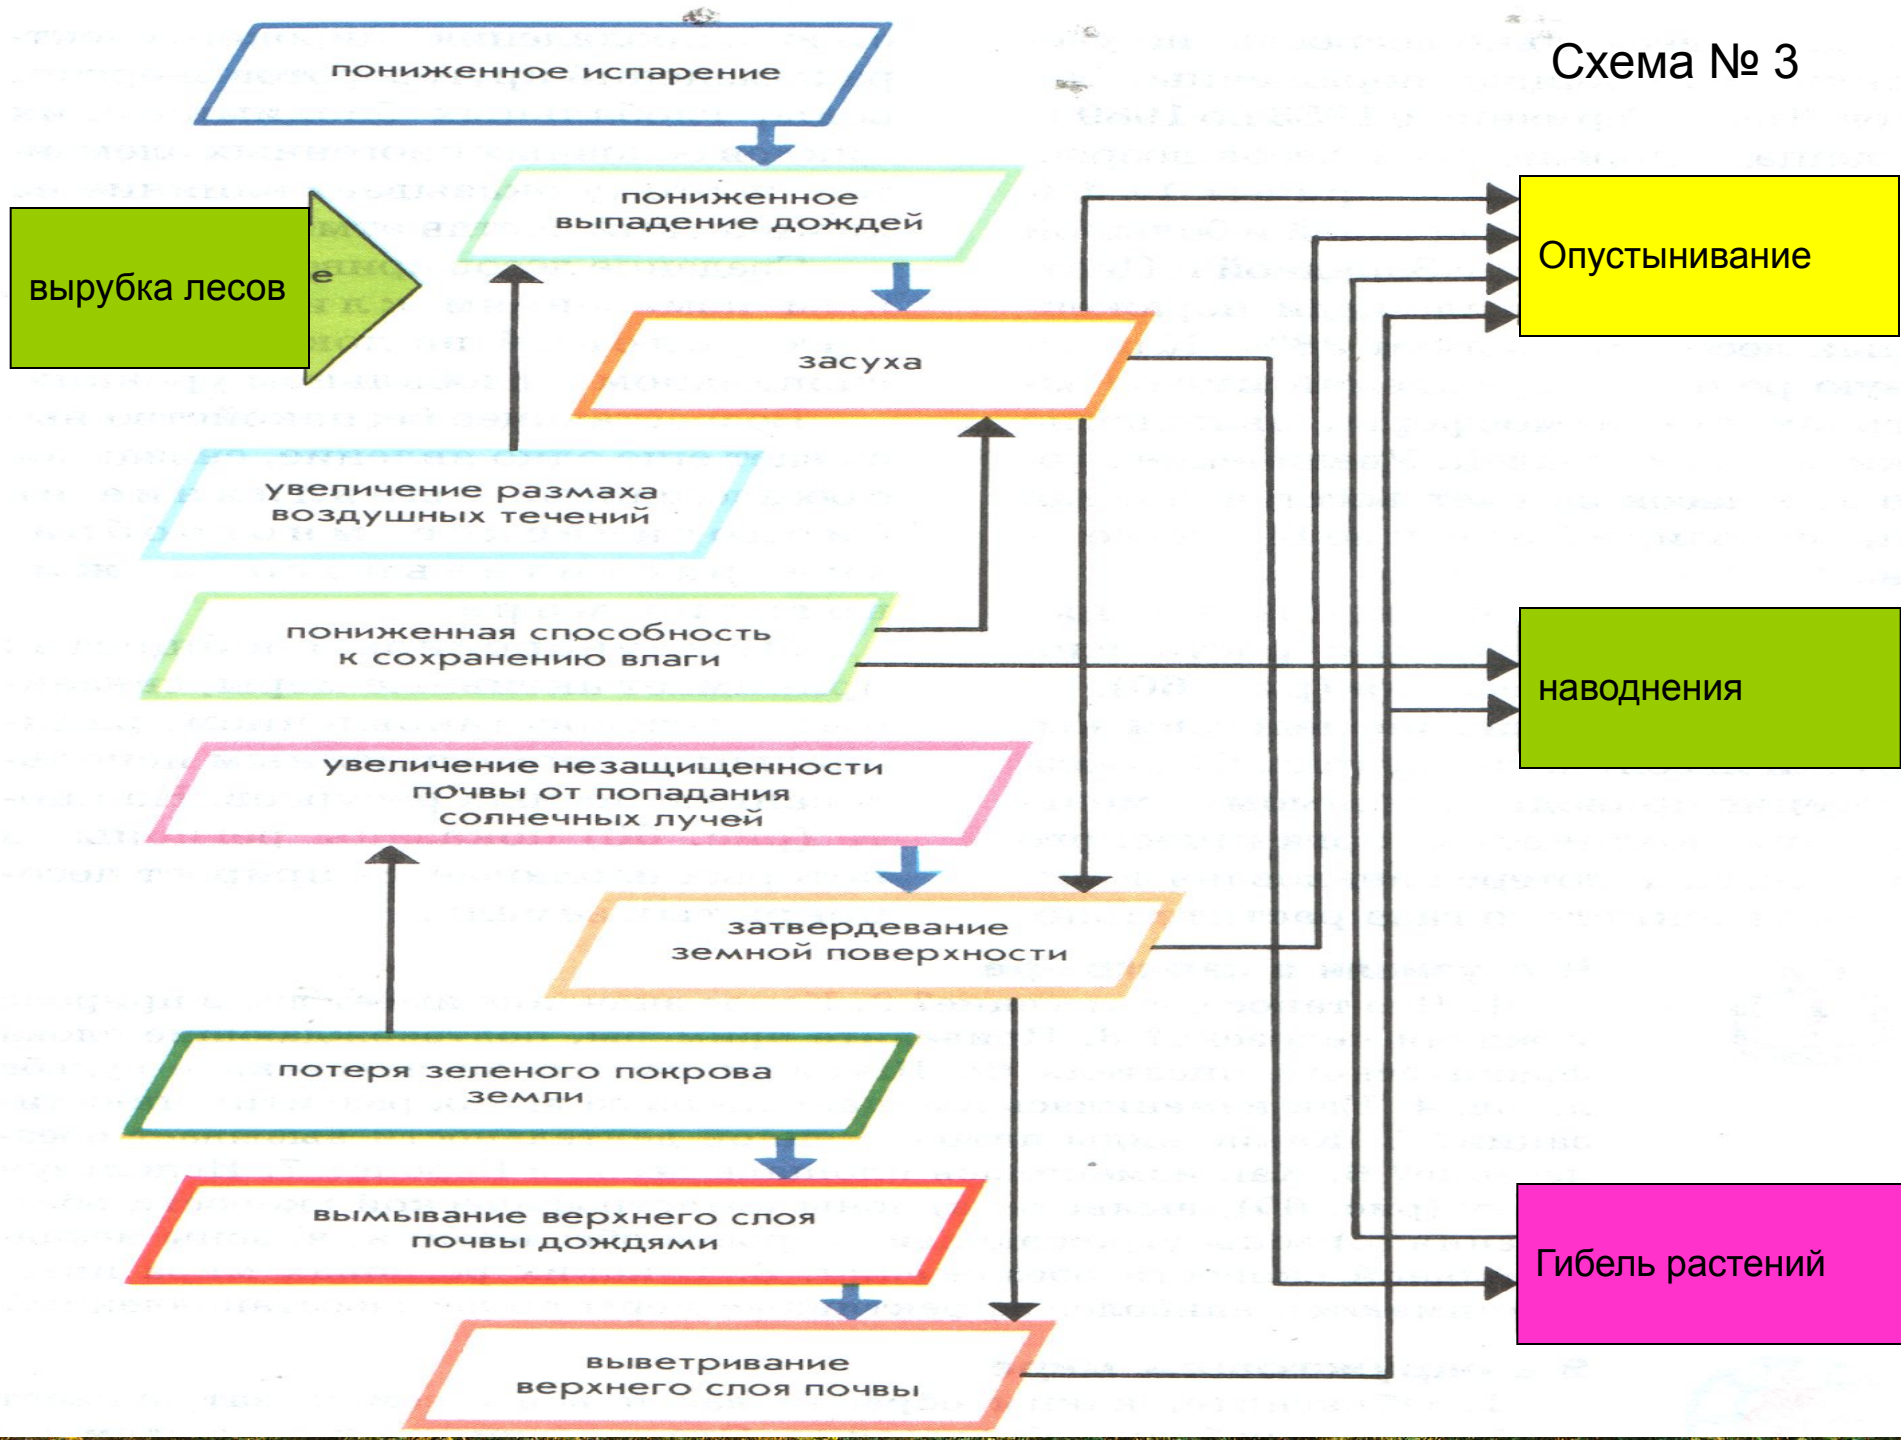 Схема № 3
пониженное испарение
пониженное
выпадение дождей
вырубка лесов
е
Опустынивание
засуха
увеличение размаха
воздушных течений
пониженная способность
к сохранению влаги
наводнения
увеличение незащищенности
почвы от попадания
солнечных лучей
затвердевание
земной поверхности
потеря зеленого покрова
земли
вымывание верхнего слоя
почвы дождями
Гибель растений
выветривание
верхнего слоя почвы